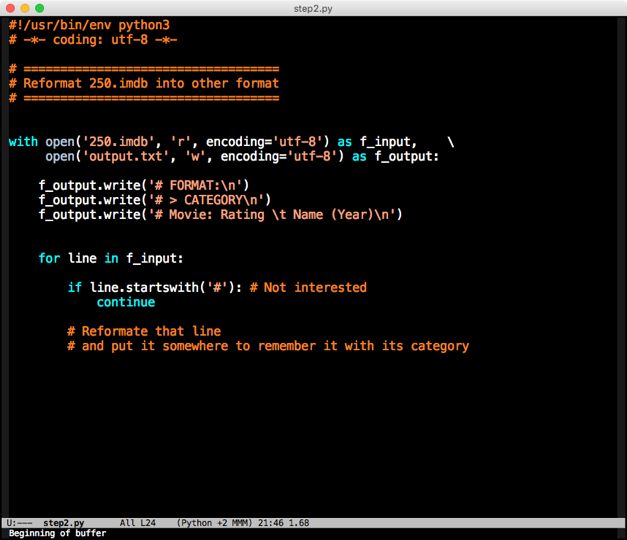 step2.py
#!/usr/bin/env python3
# -*- coding: utf-8 -*-
# ===================================
# Reformat 250.imdb into other format
# ===================================
with open('250.imdb', 'r', encoding='utf-8') as f_input,    \
     open('output.txt', 'w', encoding='utf-8') as f_output:
    f_output.write('# FORMAT:\n')
    f_output.write('# > CATEGORY\n')
    f_output.write('# Movie: Rating \t Name (Year)\n')
    for line in f_input:
        if line.startswith('#'): # Not interested
            continue
        # Reformate that line
        # and put it somewhere to remember it with its category
U:---  step2.py       All L24    (Python +2 MMM) 21:46 1.68
Beginning of buffer